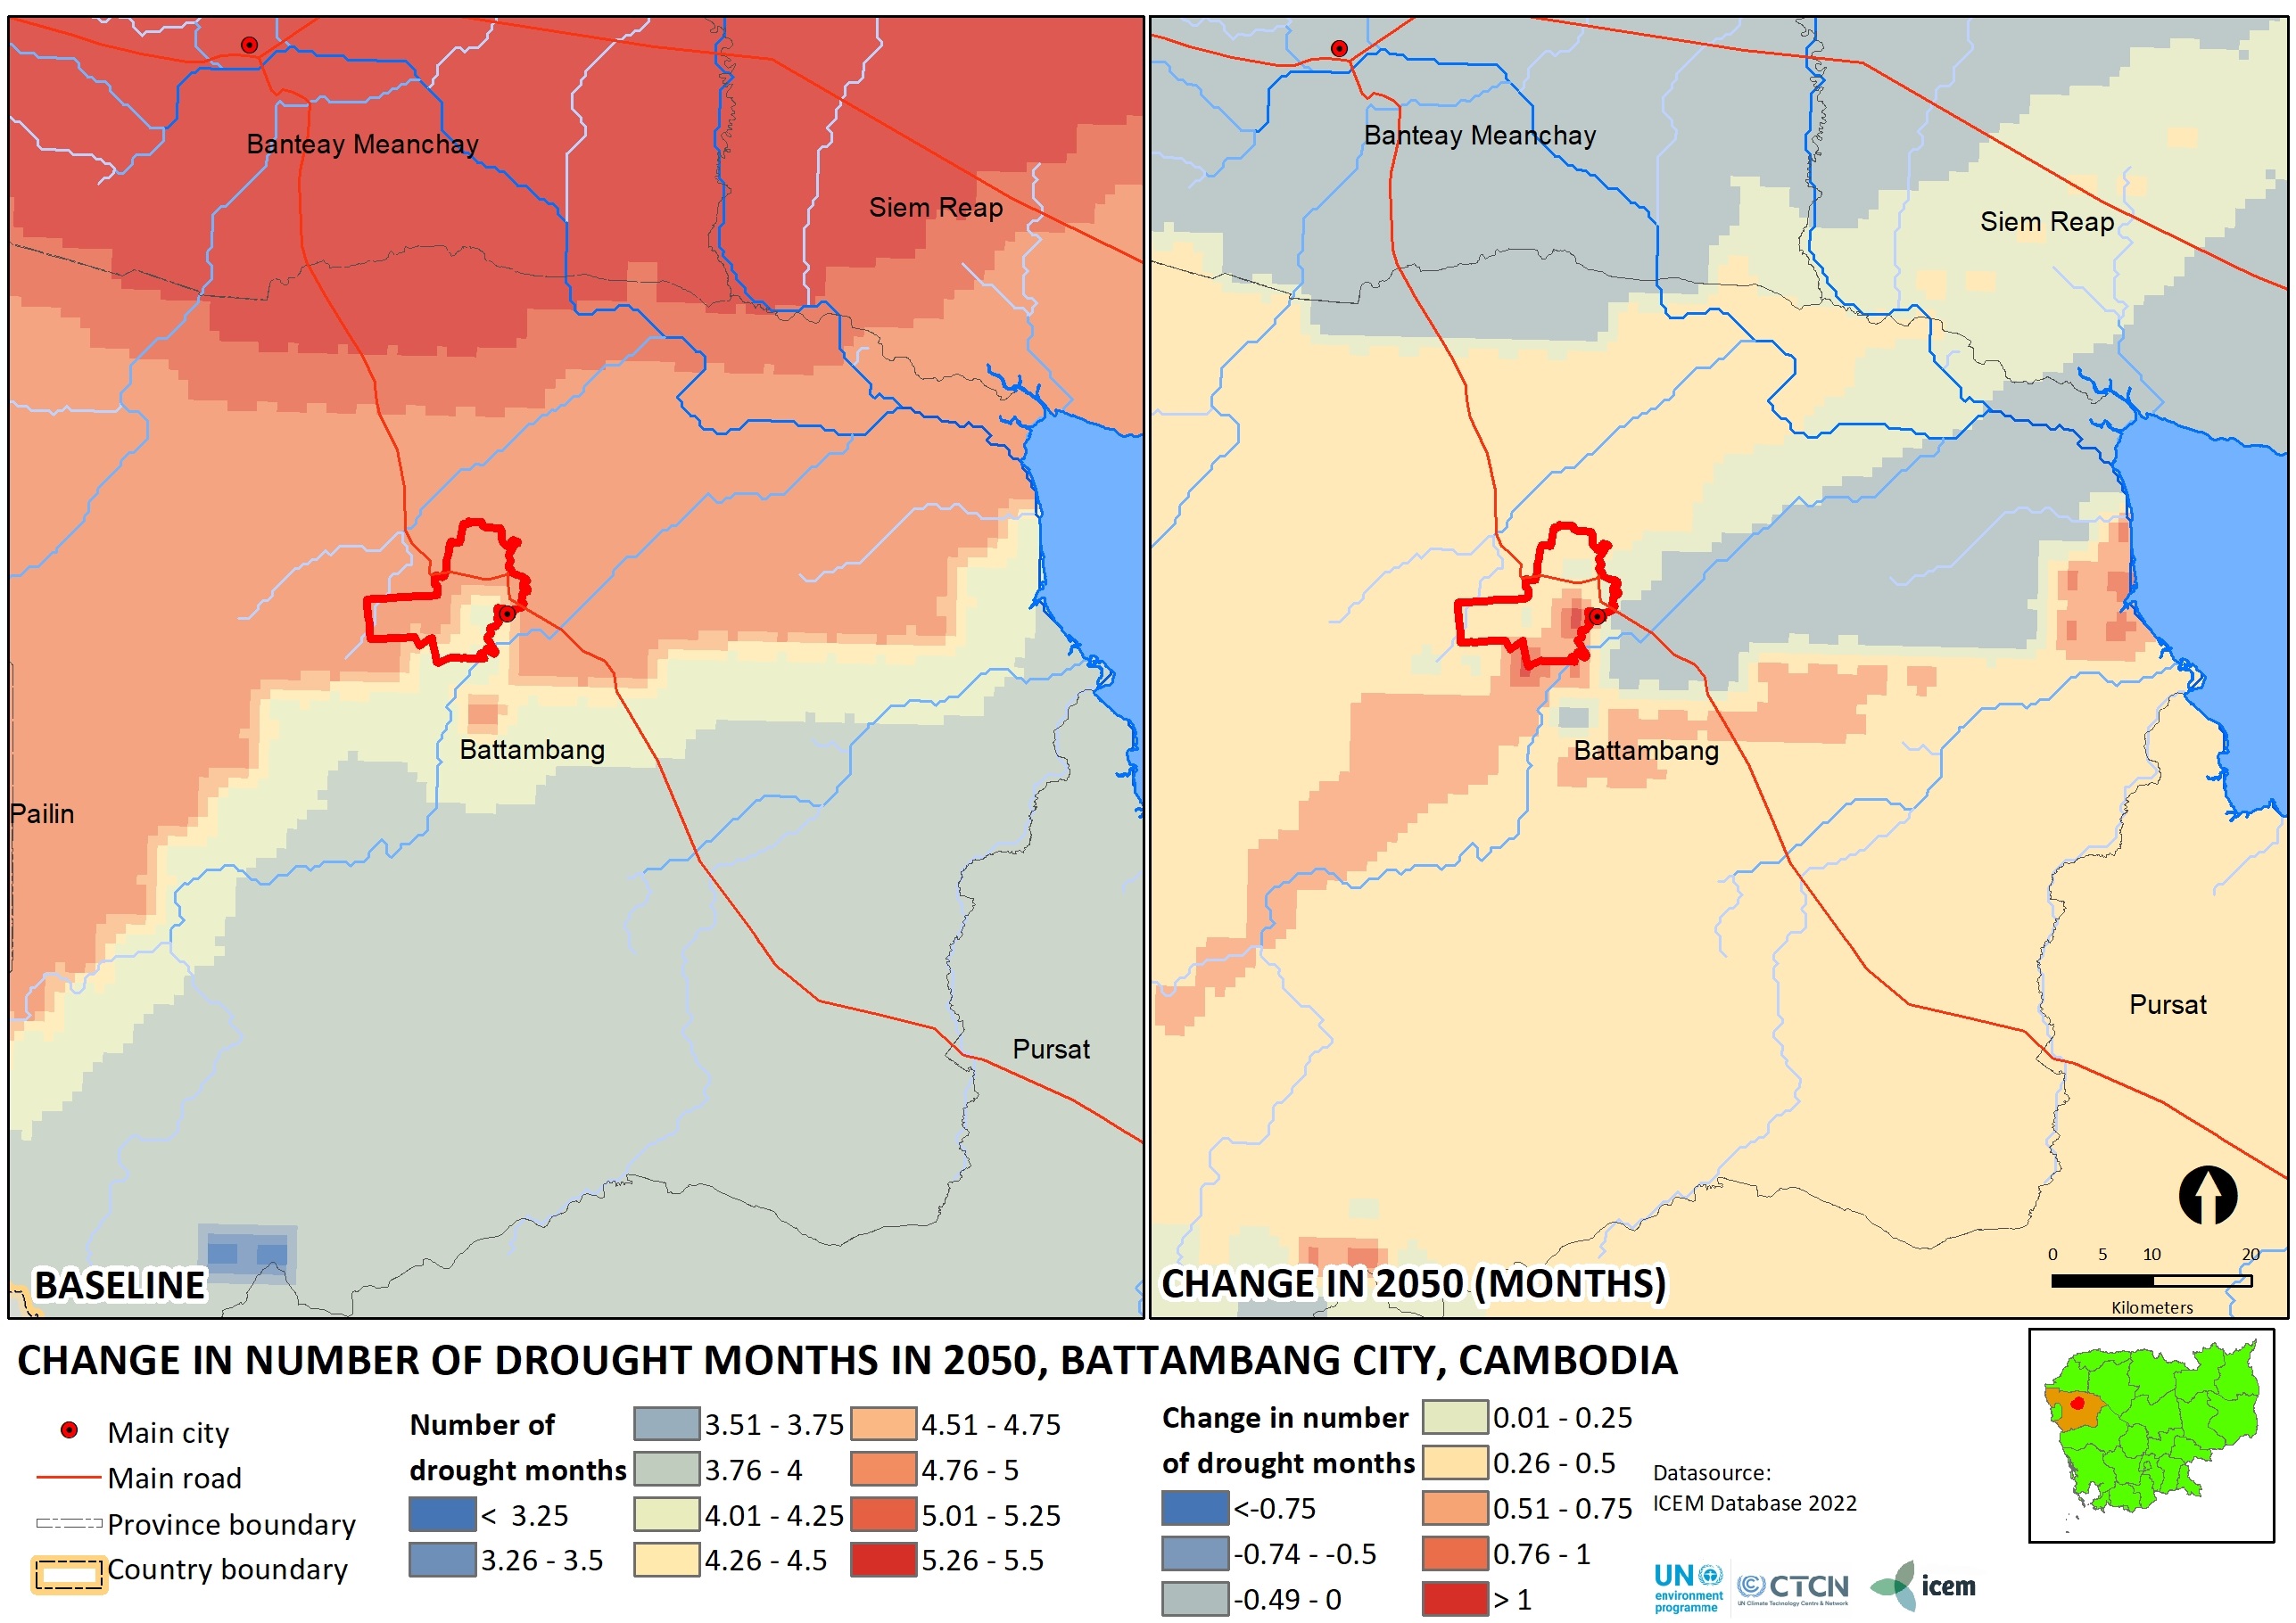 Banteay Meanchay
Siem Reap
Battambang
Pailin
Pursat
BASELINE
Banteay Meanchay
Siem Reap
Battambang
Pursat
0 5 10 20
Kilometers
CHANGE IN 2050 (MONTHS)
CHANGE IN NUMBER OF DROUGHT MONTHS IN 2050, BATTAMBANG CITY, CAMBODIA
Main city
Main road
Province boundary
Country boundary
Number of
drought months
< 3.25
3.26 - 3.5
3.51 - 3.75
3.76 - 4
4.01 - 4.25
4.26 - 4.5
4.51 - 4.75
4.76 - 5
5.01 - 5.25
5.26 - 5.5
Change in number
of drought months
<-0.75
-0.74 - -0.5
-0.49 - 0
0.01 - 0.25
0.26 - 0.5
0.51 - 0.75
0.76 - 1
> 1
Datasource:
ICEM Database 2022
UN
environment
programme
CTCN
UN Climate Technology Centre & Network
icem